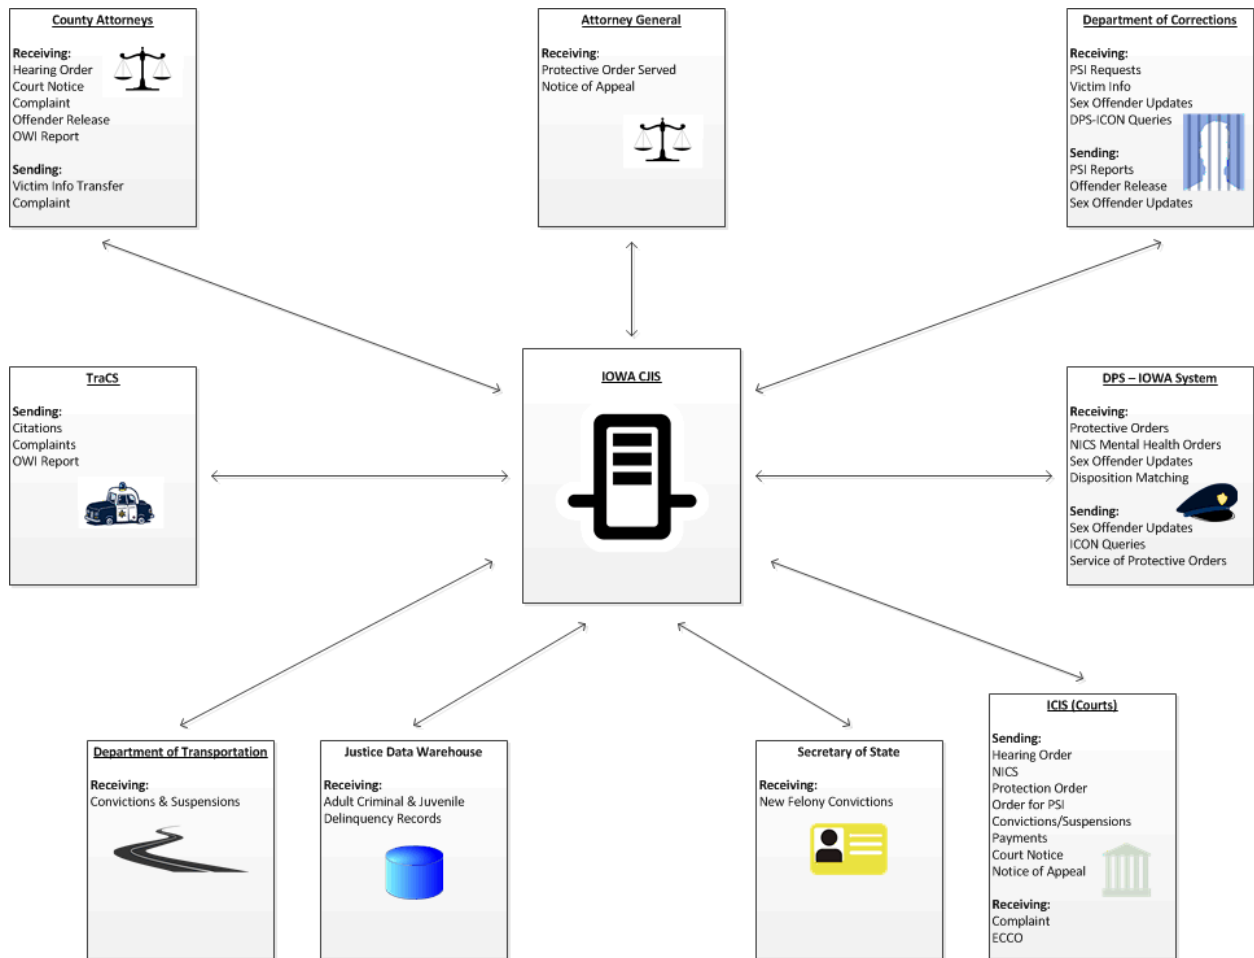 County Attorneys
Receiving:
Hearing Order
Court Notice
Complaint
Offender Release
OWI Report
Sending:
Victim Info Transfer
Complaint
Attorney General
Receiving:
Protective Order Served
Notice of Appeal
Department of Corrections
Receiving:
PSI Requests
Victim Info
Sex Offender Updates
DPS-ICON Queries
Sending:
PSI Reports
Offender Release
Sex Offender Updates
TraCS
Sending:
Citations
Complaints
OWI Report
IOWA CJIS
DPS – IOWA System
Receiving:
Protective Orders
NICS Mental Health Orders
Sex Offender Updates
Disposition Matching
Sending:
Sex Offender Updates
ICON Queries
Service of Protective Orders
Department of Transportation
Receiving:
Convictions & Suspensions
Justice Data Warehouse
Receiving:
Adult Criminal & Juvenile
Delinquency Records
Secretary of State
Receiving:
New Felony Convictions
ICIS (Courts)
Sending:
Hearing Order
NICS
Protection Order
Order for PSI
Convictions/Suspensions
Payments
Court Notice
Notice of Appeal
Receiving:
Complaint
ECCO